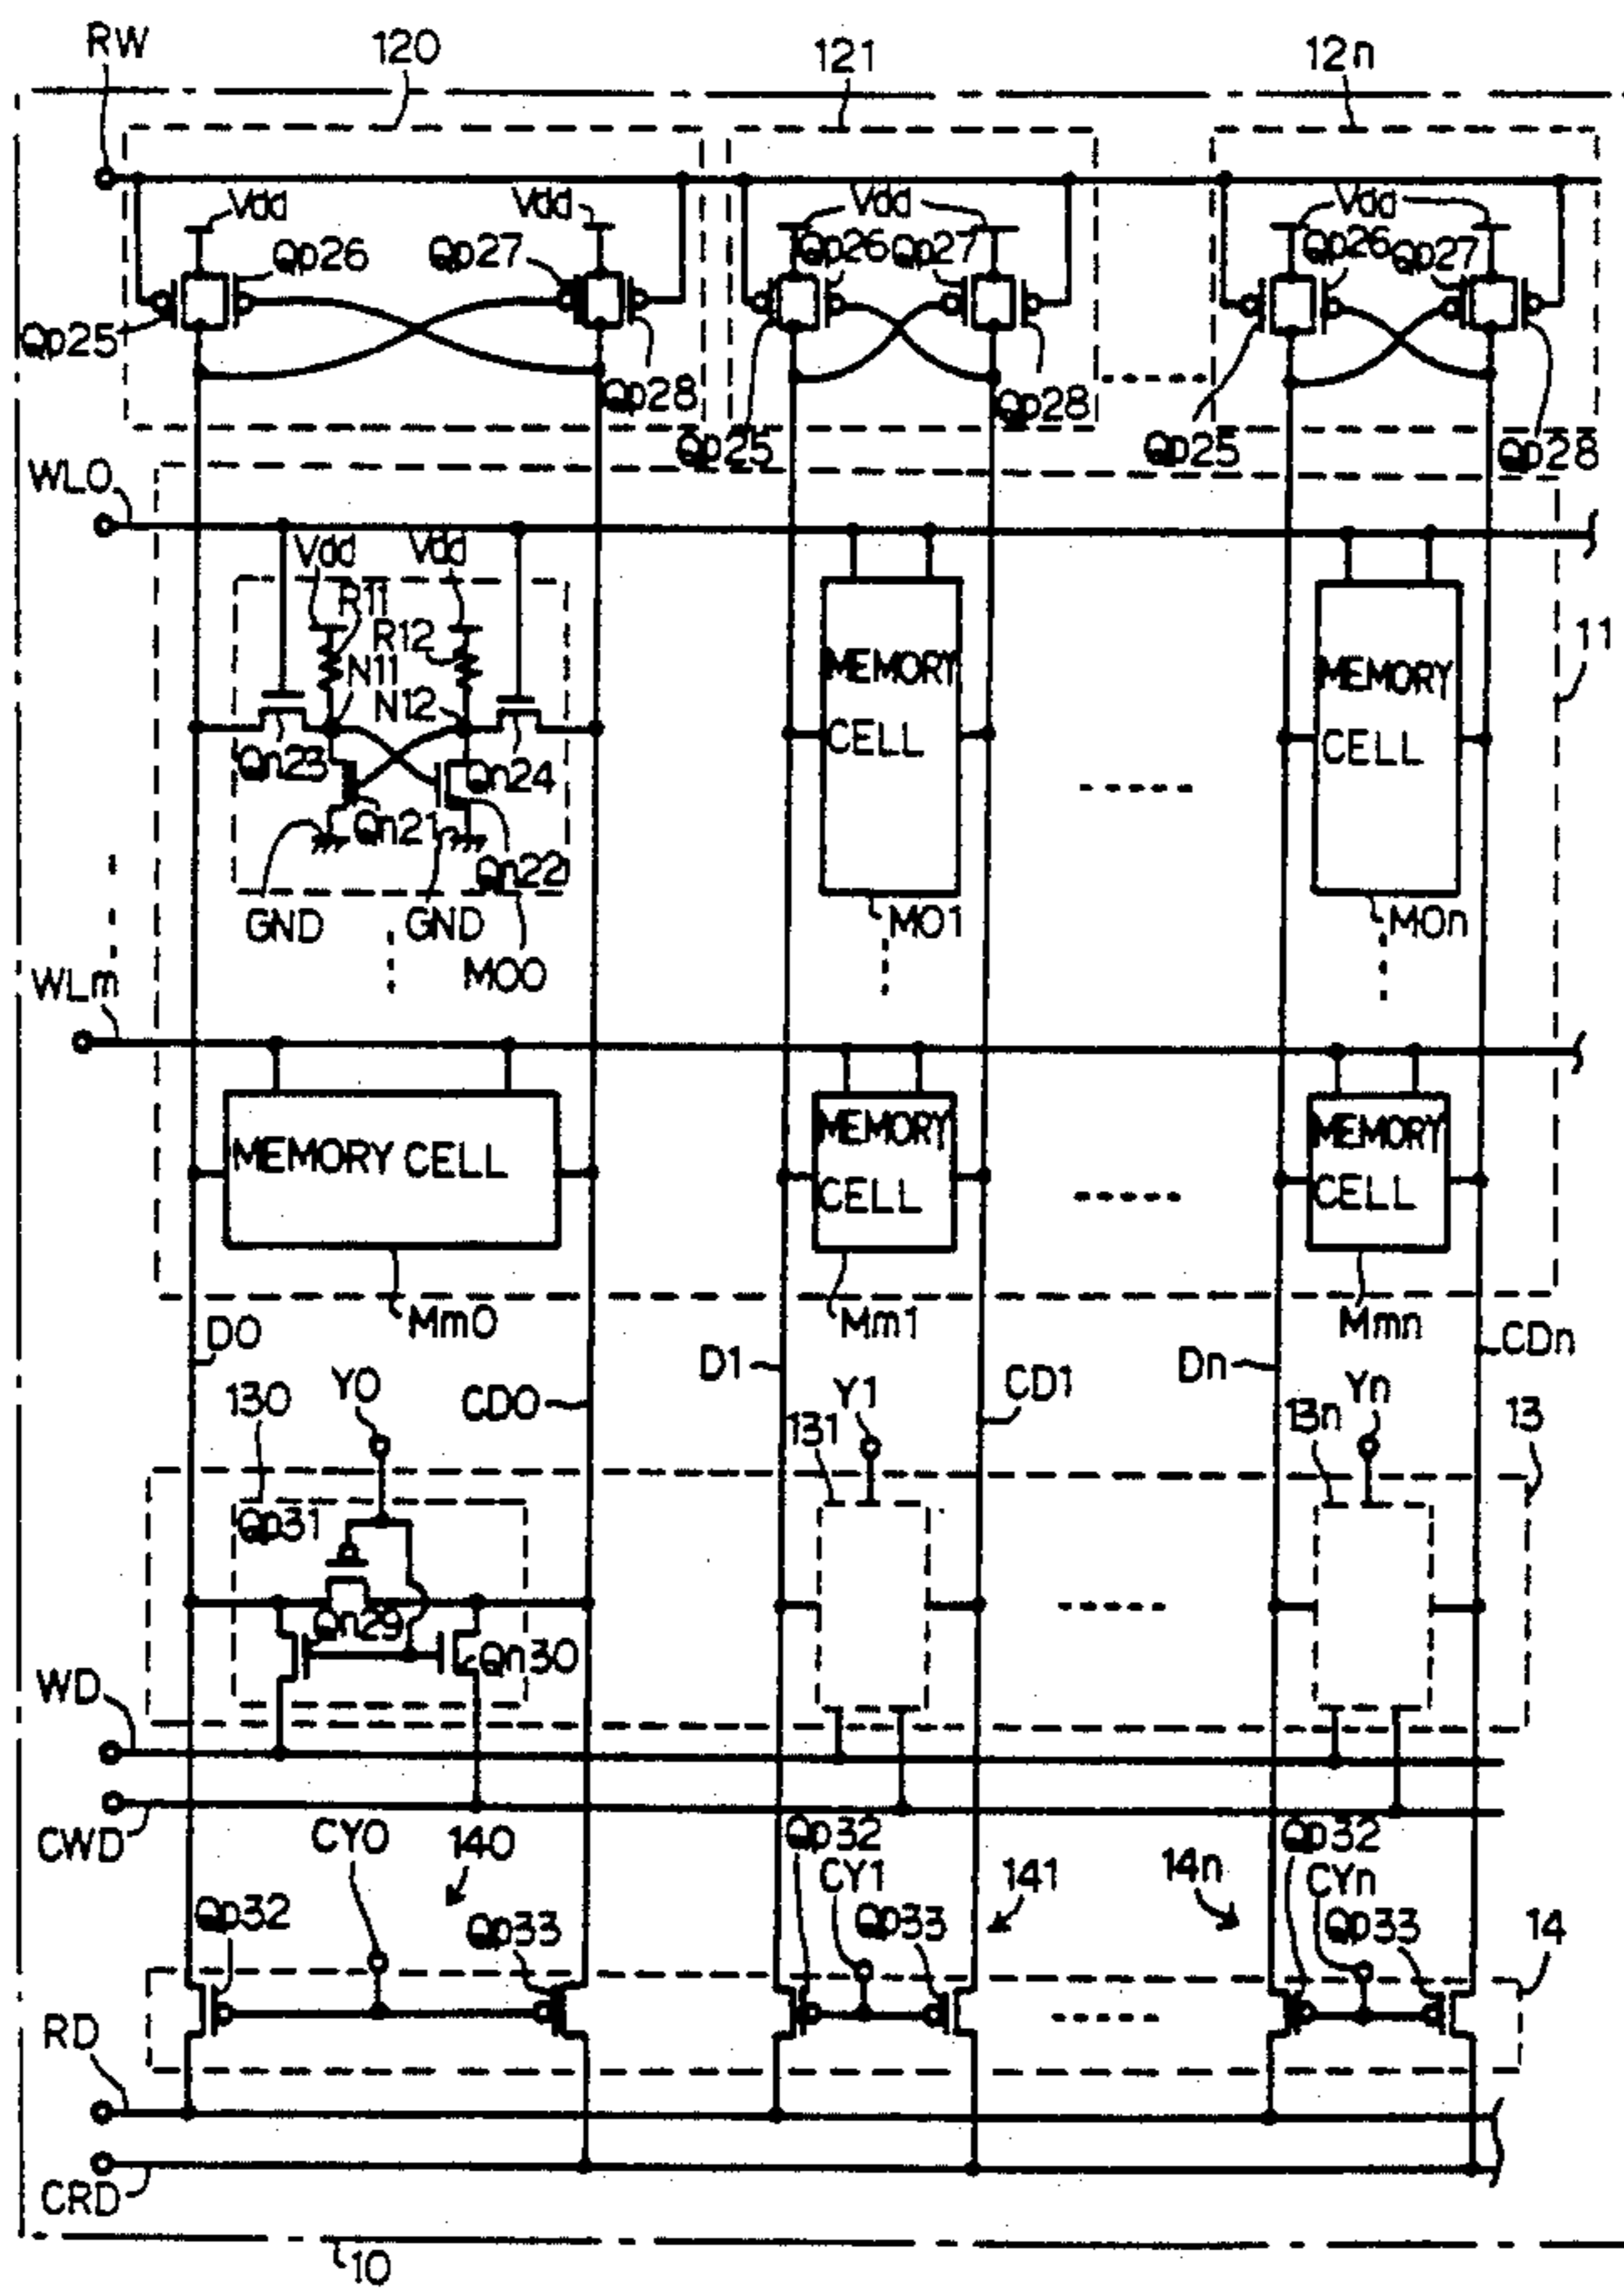 RW 120 121 12n
Vdd Vdd Vdd Vdd
Qp26 Qp27 Qp26 Qp27 Qp26 Qp27
Qp25 Qp28 Qp28
Qp25 Qp25 Qp28
WL0
Vdd Vdd
R11
R12
N11
N12
MEMORY CELL MEMORY CELL
11
Qn23 Qn24
Qn21
Qn22
GND GND M01 M0n
M00
WLm
MEMORY CELL MEMORY CELL MEMORY CELL
Mm0 Mm1 Mmn
D0 D1 Dn CDn
130 Y0 CD0 Y1 CD1 Yn
131 13n 13
Qp31
Qn29
Qn30
WD
CWD
CY0 140 Qp32 Qp32
CY1 141 14n CYn
Qp32 Qp33 Qp33 Qp33 14
RD
CRD
10